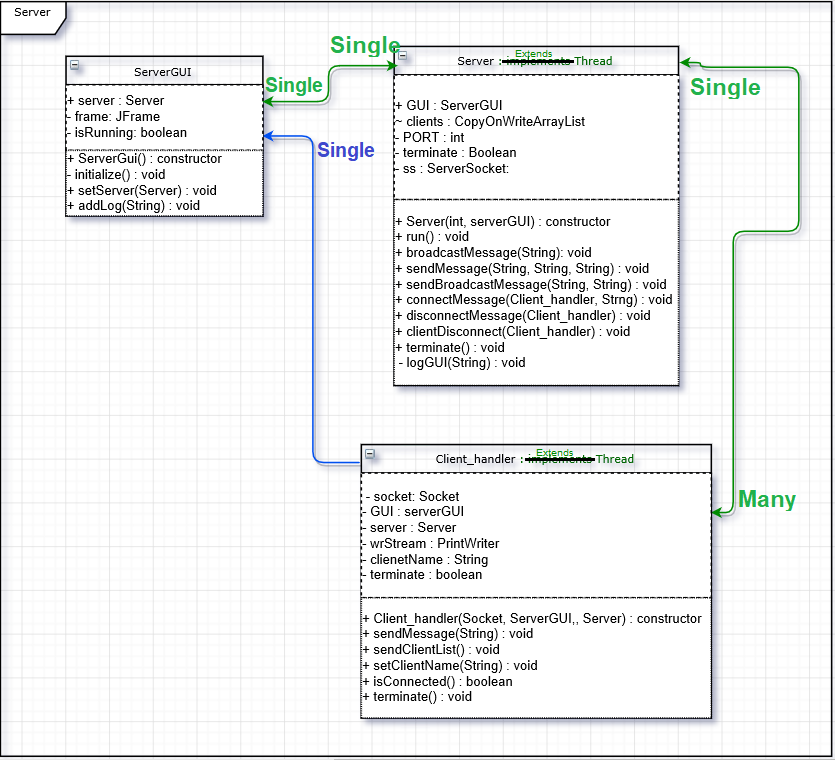 Server
ServerGUI
+ server : Server
- frame: JFrame
- isRunning: boolean
+ ServerGui() : constructor
- initialize() : void
+ setServer(Server) : void
+ addLog(String) : void
Single
Single
Single
Extends
Server : implements Thread
+ GUI : ServerGUI
~ clients : CopyOnWriteArrayList
- PORT : int
- terminate : Boolean
- ss : ServerSocket:
+ Server(int, serverGUI) : constructor
+ run() : void
+ broadcastMessage(String): void
+ sendMessage(String, String, String) : void
+ sendBroadcastMessage(String, String) : void
+ connectMessage(Client_handler, Strng) : void
+ disconnectMessage(Client_handler) : void
+ clientDisconnect(Client_handler) : void
+ terminate() : void
- logGUI(String) : void
Single
Many
Extends
Client_handler : implements Thread
- socket: Socket
- GUI : serverGUI
- server : Server
- wrStream : PrintWriter
- clienetName : String
- terminate : boolean
+ Client_handler(Socket, ServerGUI,, Server) : constructor
+ sendMessage(String) : void
+ sendClientList() : void
+ setClientName(String) : void
+ isConnected() : boolean
+ terminate() : void